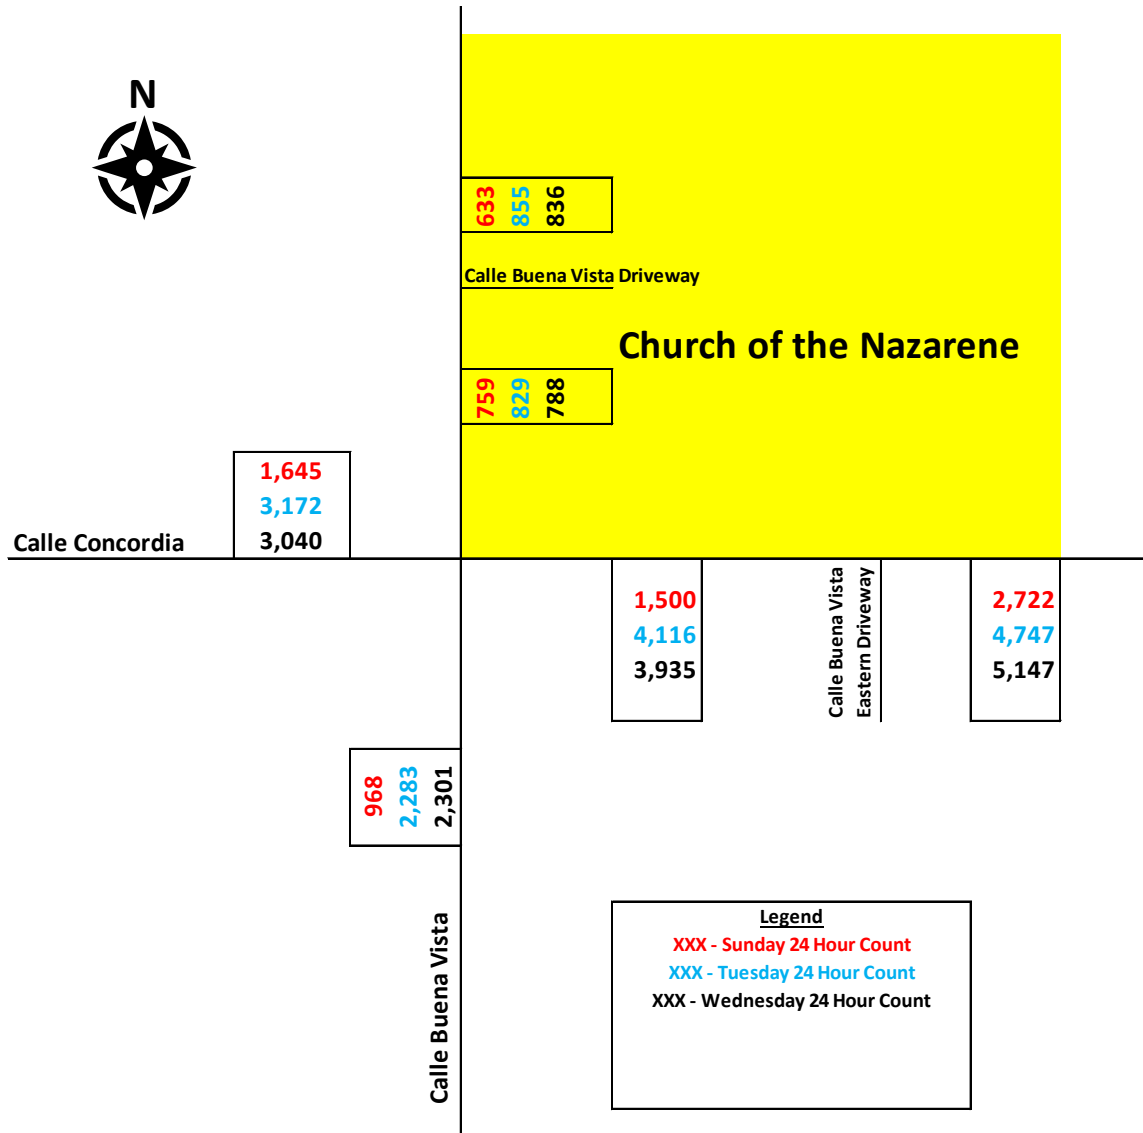 N
633
855
836
Calle Buena Vista Driveway
Church of the Nazarene
759
829
788
1,645
3,172
3,040
Calle Concordia
1,500
4,116
3,935
Calle Buena Vista
Eastern Driveway
2,722
4,747
5,147
968
2,283
2,301
Calle Buena Vista
Legend
XXX - Sunday 24 Hour Count
XXX - Tuesday 24 Hour Count
XXX - Wednesday 24 Hour Count